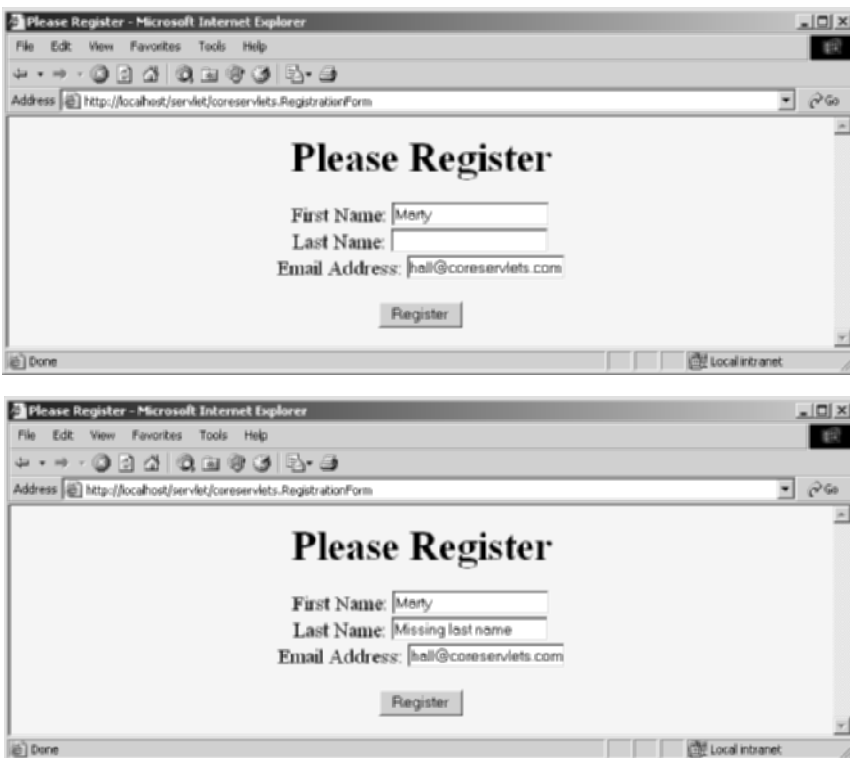 Please Register - Microsoft Internet Explorer
File Edit View Favorites Tools Help
Address http://localhost/servlet/coreservlets.RegistrationForm Go
Please Register
First Name: Marty
Last Name:
Email Address: hall@coreservlets.com
Register
Done Local intranet
Please Register - Microsoft Internet Explorer
File Edit View Favorites Tools Help
Address http://localhost/servlet/coreservlets.RegistrationForm Go
Please Register
First Name: Marty
Last Name: Missing last name
Email Address: hall@coreservlets.com
Register
Done Local intranet